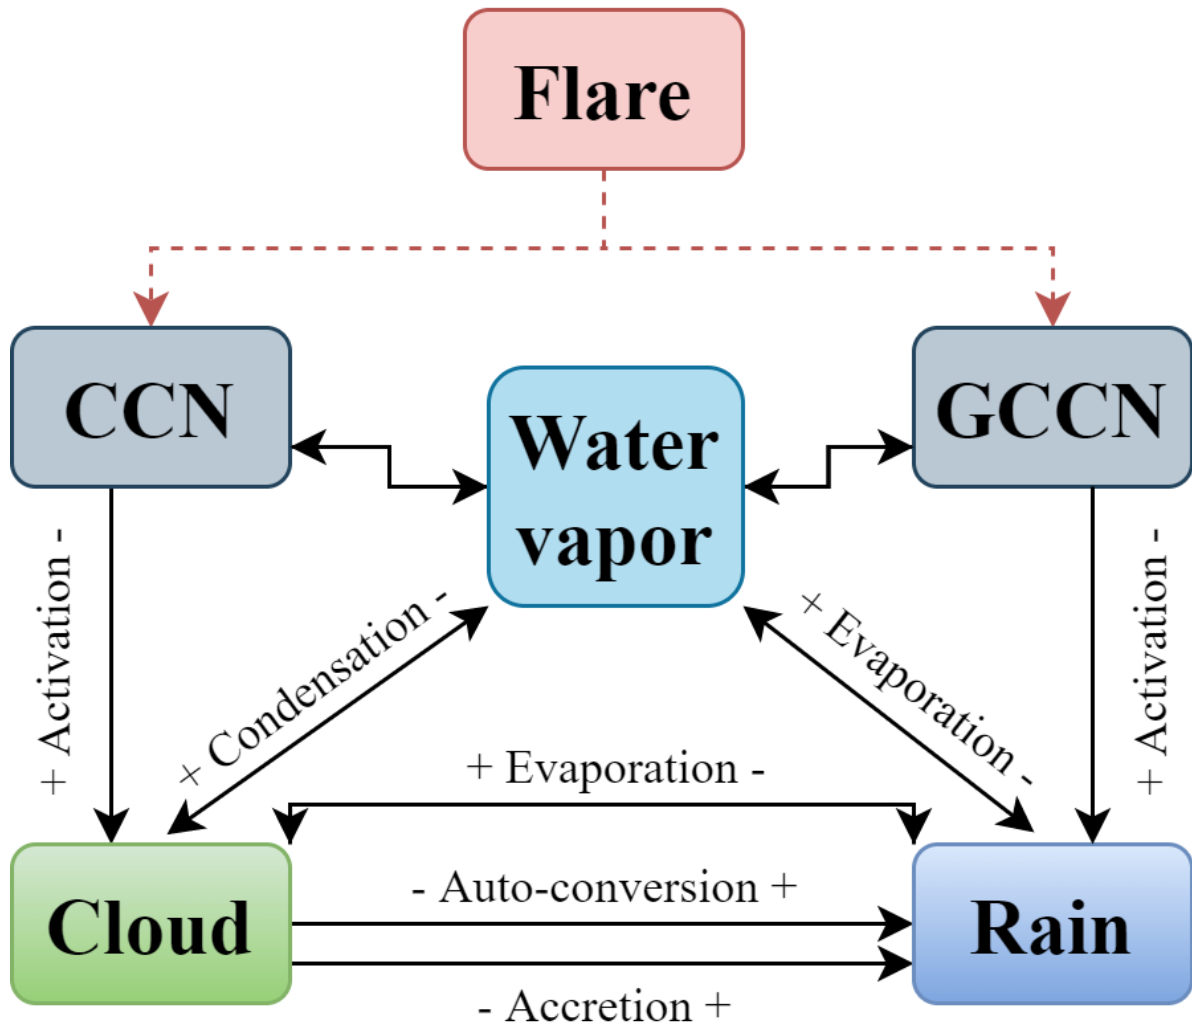 Flare
CCN
GCCN
Water
vapor
+ Activation -
+ Condensation -
+ Evaporation -
+ Activation -
+ Evaporation -
- Auto-conversion +
Cloud
Rain
- Accretion +